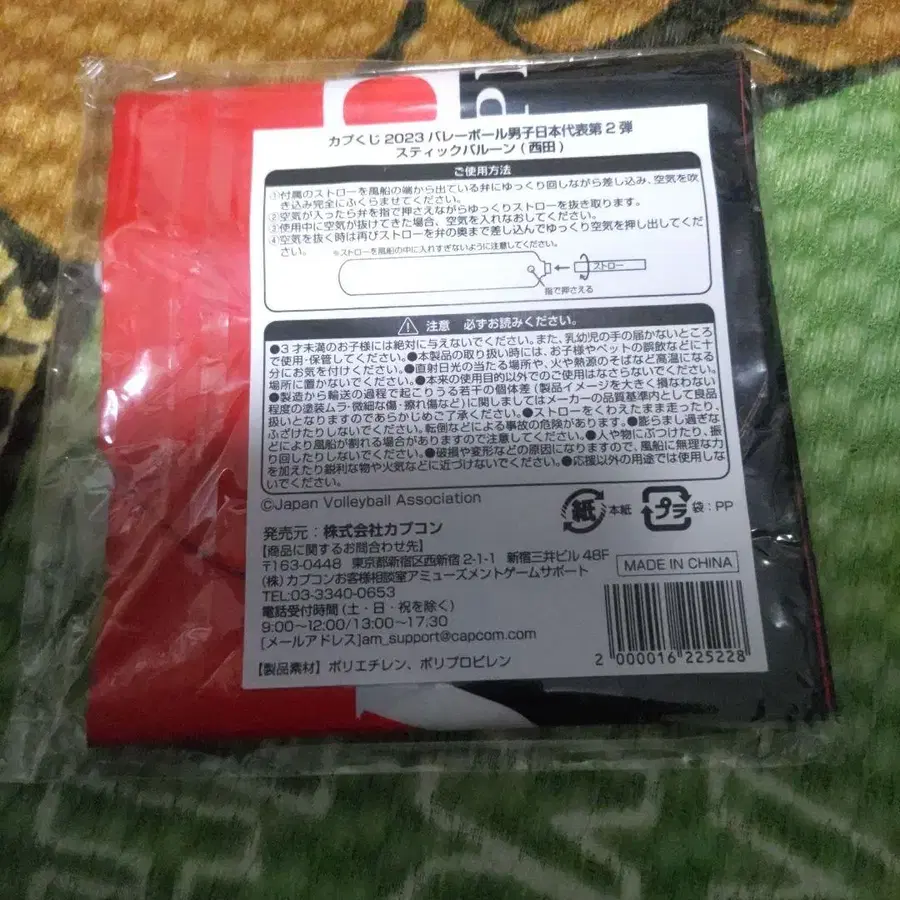 カプくじ 2023 バレーボール男子日本代表第2弾
スティックバルーン (西田)
ご使用方法
①付属のストローを風船の端から出ている弁にゆっくり回しながら差し込み、空気を吹
き込み完全にふくらませてください。
②空気が入ったら弁を指で押さえながらゆっくりストローを抜き取ります。
③使用中に空気が抜けてきた場合、空気を入れなおしてください。
④空気を抜く時は再びストローを弁の奥まで差し込んでゆっくり空気を押し出してくだ
さい。 ※ストローを風船の中に入れすぎないように注意してください。
ストロー
指で押さえる
注意 必ずお読みください。
●3才未満のお子様には絶対に与えないでください。また、乳幼児の手の届かないところ
で使用・保管してください。●本製品の取り扱い時には、お子様やペットの誤飲などに十
分にお気を付けください。●直射日光の当たる場所や、火や熱源のそばなど高温になる
場所に置かないでください。●本来の使用目的以外でのご使用はなさらないでください。
●製造から輸送の過程で起こりうる若干の個体差(製品イメージを大きく損なわない
程度の塗装ムラ・微細な傷・擦れ傷など)に関しましてはメーカーの品質基準内として良品
扱いとなりますのであらかじめご了承ください。●ストローをくわえたまま走ったり、
ふざけたりしないでください。転倒などによる事故の危険があります。●膨らまし過ぎな
どにより風船が割れる場合がありますので注意してください。●人や物にぶつけたり、振
り回したりしないでください。●破損や変形などの原因になりますので、風船に無理な力
を加えたり鋭利な物や火気などに近づけないでください。●応援以外の用途では使用しな
いでください。
©Japan Volleyball Association
紙 本紙 プラ 袋：PP
発売元：株式会社カプコン
【商品に関するお問合わせ先】
〒163-0448 東京都新宿区西新宿 2-1-1 新宿三井ビル 48F
(株) カプコンお客様相談室アミューズメントゲームサポート
TEL:03-3340-0653
電話受付時間 (土・日・祝を除く)
9:00～12:00/13:00～17:30
[メールアドレス]am_support@capcom.com
【製品素材】ポリエチレン、ポリプロピレン
MADE IN CHINA
2 000016 225228